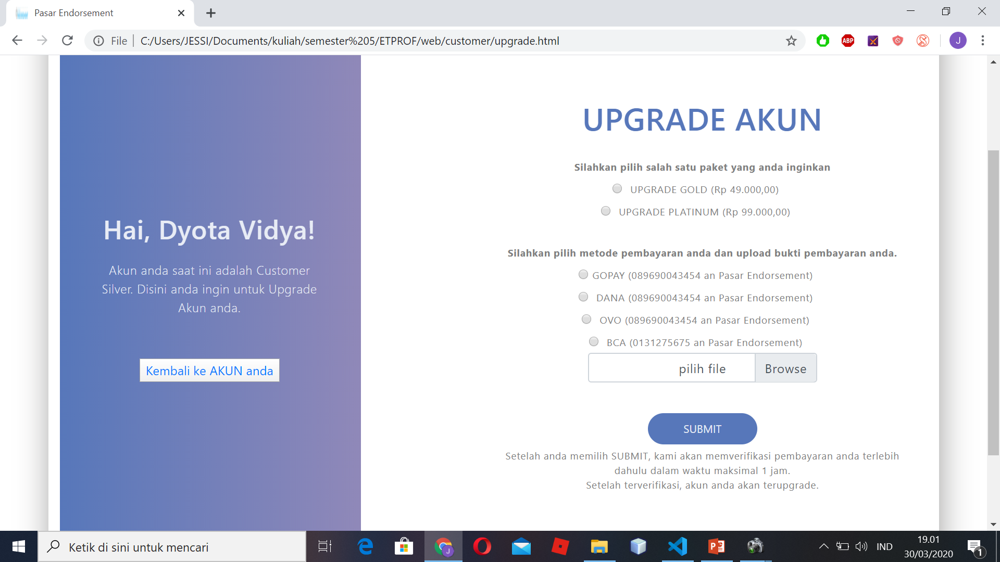 Pasar Endorsement
File
C:/Users/JESSI/Documents/kuliah/semester%205/ETPROF/web/customer/upgrade.html
ABP
J
Hai, Dyota Vidya!
Akun anda saat ini adalah Customer
Silver. Disini anda ingin untuk Upgrade
Akun anda.
Kembali ke AKUN anda
UPGRADE AKUN
Silahkan pilih salah satu paket yang anda inginkan
UPGRADE GOLD (Rp 49.000,00)
UPGRADE PLATINUM (Rp 99.000,00)
Silahkan pilih metode pembayaran anda dan upload bukti pembayaran anda.
GOPAY (089690043454 an Pasar Endorsement)
DANA (089690043454 an Pasar Endorsement)
OVO (089690043454 an Pasar Endorsement)
BCA (0131275675 an Pasar Endorsement)
pilih file Browse
SUBMIT
Setelah anda memilih SUBMIT, kami akan memverifikasi pembayaran anda terlebih
dahulu dalam waktu maksimal 1 jam.
Setelah terverifikasi, akun anda akan terupgrade.
Ketik di sini untuk mencari
J
IND
19.01
30/03/2020
1